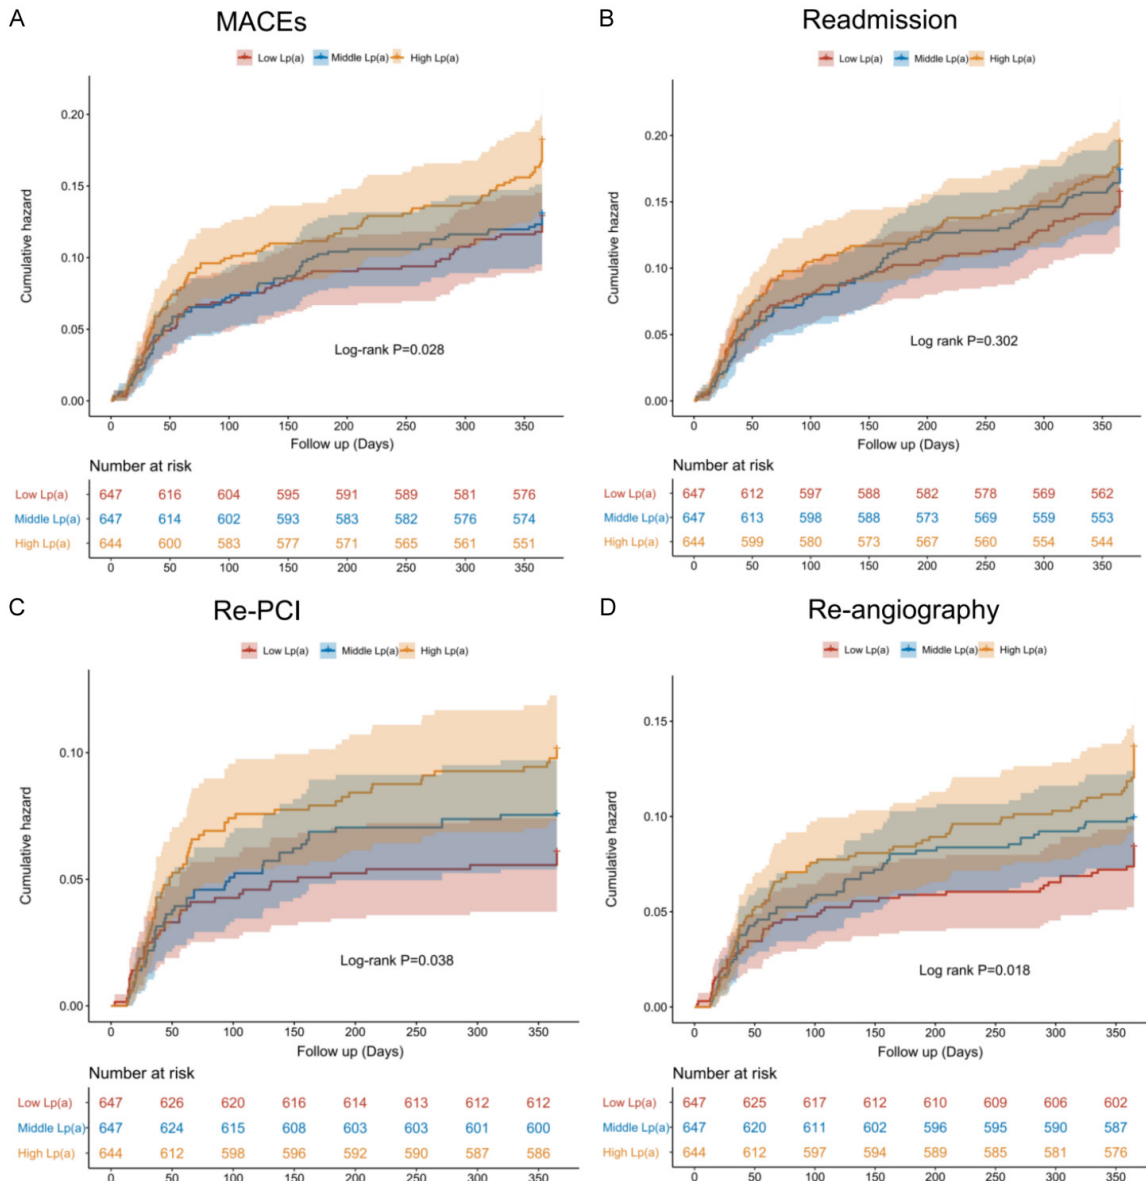 A
MACEs
Low Lp(a) Middle Lp(a) High Lp(a)
Cumulative hazard
0.20
0.15
0.10
0.05
0.00
Log-rank P=0.028
0 50 100 150 200 250 300 350
Follow up (Days)
Number at risk
Low Lp(a) 647 616 604 595 591 589 581 576
Middle Lp(a) 647 614 602 593 583 582 576 574
High Lp(a) 644 600 583 577 571 565 561 551
0 50 100 150 200 250 300 350
B
Readmission
Low Lp(a) Middle Lp(a) High Lp(a)
Cumulative hazard
0.20
0.15
0.10
0.05
0.00
Log rank P=0.302
0 50 100 150 200 250 300 350
Follow up (Days)
Number at risk
Low Lp(a) 647 612 597 588 582 578 569 562
Middle Lp(a) 647 613 598 588 573 569 559 553
High Lp(a) 644 599 580 573 567 560 554 544
0 50 100 150 200 250 300 350
C
Re-PCI
Low Lp(a) Middle Lp(a) High Lp(a)
Cumulative hazard
0.10
0.05
0.00
Log-rank P=0.038
0 50 100 150 200 250 300 350
Follow up (Days)
Number at risk
Low Lp(a) 647 626 620 616 614 613 612 612
Middle Lp(a) 647 624 615 608 603 603 601 600
High Lp(a) 644 612 598 596 592 590 587 586
0 50 100 150 200 250 300 350
D
Re-angiography
Low Lp(a) Middle Lp(a) High Lp(a)
Cumulative hazard
0.15
0.10
0.05
0.00
Log rank P=0.018
0 50 100 150 200 250 300 350
Follow up (Days)
Number at risk
Low Lp(a) 647 625 617 612 610 609 606 602
Middle Lp(a) 647 620 611 602 596 595 590 587
High Lp(a) 644 612 597 594 589 585 581 576
0 50 100 150 200 250 300 350